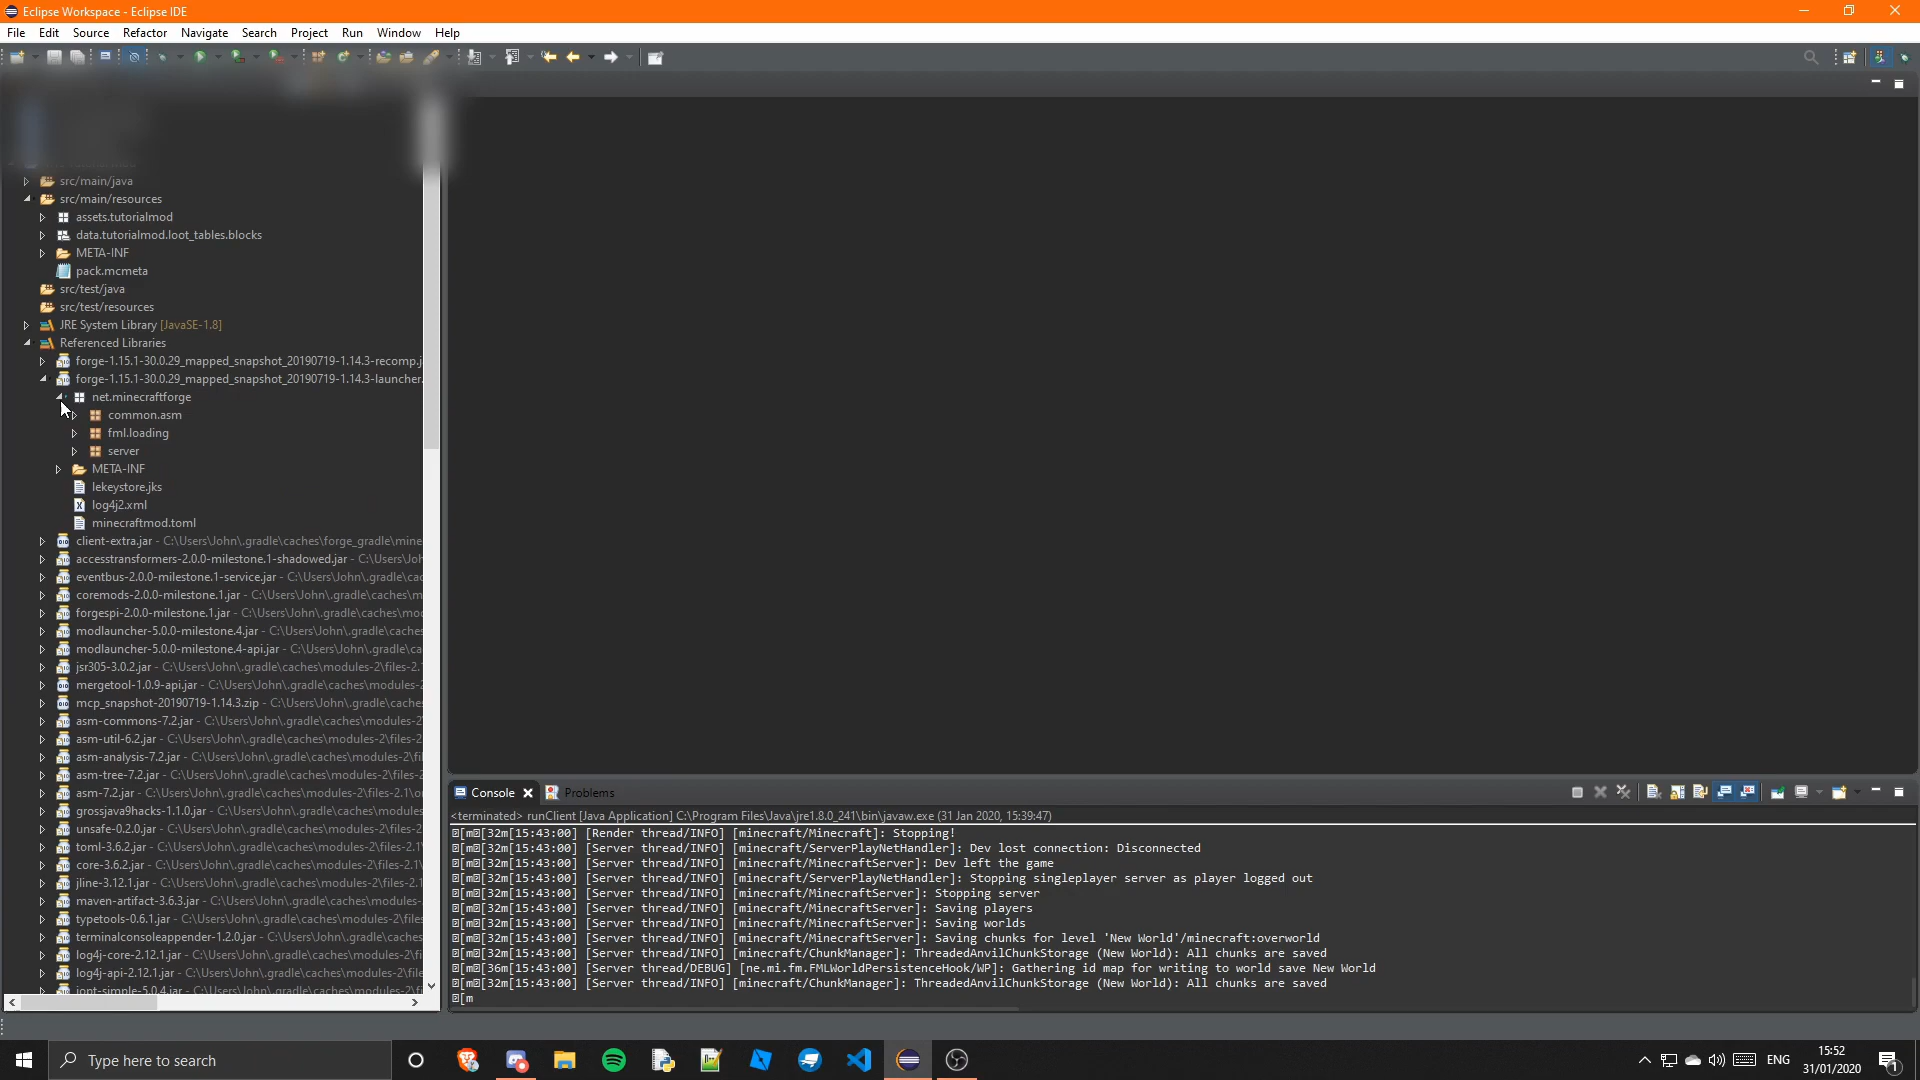 Eclipse Workspace - Eclipse IDE
File Edit Source Refactor Navigate Search Project Run Window Help
src/main/java
src/main/resources
assets.tutorialmod
data.tutorialmod.loot_tables.blocks
META-INF
pack.mcmeta
src/test/java
src/test/resources
JRE System Library [JavaSE-1.8]
Referenced Libraries
forge-1.15.1-30.0.29_mapped_snapshot_20190719-1.14.3-recomp.j
forge-1.15.1-30.0.29_mapped_snapshot_20190719-1.14.3-launcher.
net.minecraftforge
common.asm
fml.loading
server
META-INF
lekeystore.jks
log4j2.xml
minecraftmod.toml
client-extra.jar - C:\Users\John\.gradle\caches\forge_gradle\mine
accesstransformers-2.0.0-milestone.1-shadowed.jar - C:\Users\Joh
eventbus-2.0.0-milestone.1-service.jar - C:\Users\John\.gradle\cac
coremods-2.0.0-milestone.1.jar - C:\Users\John\.gradle\caches\m
forgespi-2.0.0-milestone.1.jar - C:\Users\John\.gradle\caches\mo
modlauncher-5.0.0-milestone.4.jar - C:\Users\John\.gradle\caches
modlauncher-5.0.0-milestone.4-api.jar - C:\Users\John\.gradle\ca
jsr305-3.0.2.jar - C:\Users\John\.gradle\caches\modules-2\files-2.1
mergetool-1.0.9-api.jar - C:\Users\John\.gradle\caches\modules-
mcp_snapshot-20190719-1.14.3.zip - C:\Users\John\.gradle\caches
asm-commons-7.2.jar - C:\Users\John\.gradle\caches\modules-2
asm-util-6.2.jar - C:\Users\John\.gradle\caches\modules-2\files-2
asm-analysis-7.2.jar - C:\Users\John\.gradle\caches\modules-2\fi
asm-tree-7.2.jar - C:\Users\John\.gradle\caches\modules-2\files-
asm-7.2.jar - C:\Users\John\.gradle\caches\modules-2\files-2.1\o
grossjava9hacks-1.1.0.jar - C:\Users\John\.gradle\caches\module
unsafe-0.2.0.jar - C:\Users\John\.gradle\caches\modules-2\files-2
toml-3.6.2.jar - C:\Users\John\.gradle\caches\modules-2\files-2.1
core-3.6.2.jar - C:\Users\John\.gradle\caches\modules-2\files-2.1\
jline-3.12.1.jar - C:\Users\John\.gradle\caches\modules-2\files-2.1
maven-artifact-3.6.3.jar - C:\Users\John\.gradle\caches\modules-
typetools-0.6.1.jar - C:\Users\John\.gradle\caches\modules-2\files
terminalconsoleappender-1.2.0.jar - C:\Users\John\.gradle\caches
log4j-core-2.12.1.jar - C:\Users\John\.gradle\caches\modules-2\f
log4j-api-2.12.1.jar - C:\Users\John\.gradle\caches\modules-2\fil
jopt-simple-5.0.4.jar - C:\Users\John\.gradle\caches\modules-2\fi
Console Problems
<terminated> runClient [Java Application] C:\Program Files\Java\jre1.8.0_241\bin\javaw.exe (31 Jan 2020, 15:39:47)
[m[32m[15:43:00] [Render thread/INFO] [minecraft/Minecraft]: Stopping!
[m[32m[15:43:00] [Server thread/INFO] [minecraft/ServerPlayNetHandler]: Dev lost connection: Disconnected
[m[32m[15:43:00] [Server thread/INFO] [minecraft/MinecraftServer]: Dev left the game
[m[32m[15:43:00] [Server thread/INFO] [minecraft/ServerPlayNetHandler]: Stopping singleplayer server as player logged out
[m[32m[15:43:00] [Server thread/INFO] [minecraft/MinecraftServer]: Stopping server
[m[32m[15:43:00] [Server thread/INFO] [minecraft/MinecraftServer]: Saving players
[m[32m[15:43:00] [Server thread/INFO] [minecraft/MinecraftServer]: Saving worlds
[m[32m[15:43:00] [Server thread/INFO] [minecraft/MinecraftServer]: Saving chunks for level 'New World'/minecraft:overworld
[m[32m[15:43:00] [Server thread/INFO] [minecraft/ChunkManager]: ThreadedAnvilChunkStorage (New World): All chunks are saved
[m[36m[15:43:00] [Server thread/DEBUG] [ne.mi.fm.FMLWorldPersistenceHook/WP]: Gathering id map for writing to world save New World
[m[32m[15:43:00] [Server thread/INFO] [minecraft/ChunkManager]: ThreadedAnvilChunkStorage (New World): All chunks are saved
[m
Type here to search
ENG
15:52
31/01/2020
1